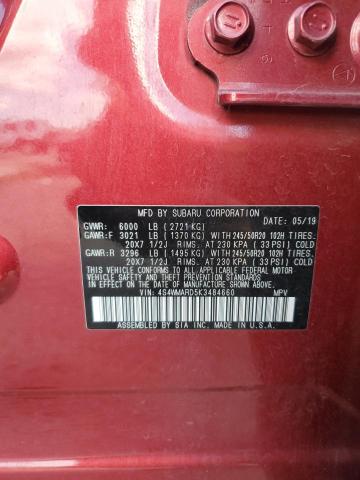 MFD BY SUBARU CORPORATION 05/19
GVWR: 6000 LB ( 2721 KG)
GAWR:F 3021 LB ( 1370 KG) WITH 245/50R20 102H TIRES:
20X7 1/2J RIMS. AT 230 KPA ( 33 PSI) COLD
GAWR:R 3296 LB ( 1495 KG) WITH 245/50R20 102H TIRES:
20X7 1/2J RIMS. AT 230 KPA ( 33 PSI) COLD
THIS VEHICLE CONFORMS TO ALL APPLICABLE FEDERAL MOTOR
VEHICLE SAFETY, BUMPER, AND THEFT PREVENTION STANDARDS
IN EFFECT ON THE DATE OF MANUFACTURE SHOWN ABOVE.
VIN: 4S4WMARD5K3484660 MPV
ASSEMBLED BY SIA INC, MADE IN U.S.A.